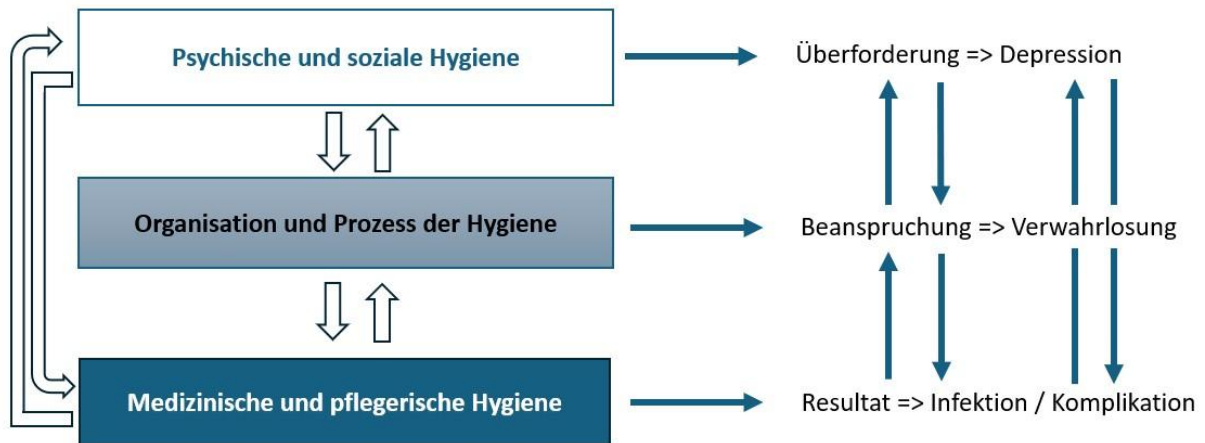 Psychische und soziale Hygiene
Überforderung => Depression
Organisation und Prozess der Hygiene
Beanspruchung => Verwahrlosung
Medizinische und pflegerische Hygiene
Resultat => Infektion / Komplikation